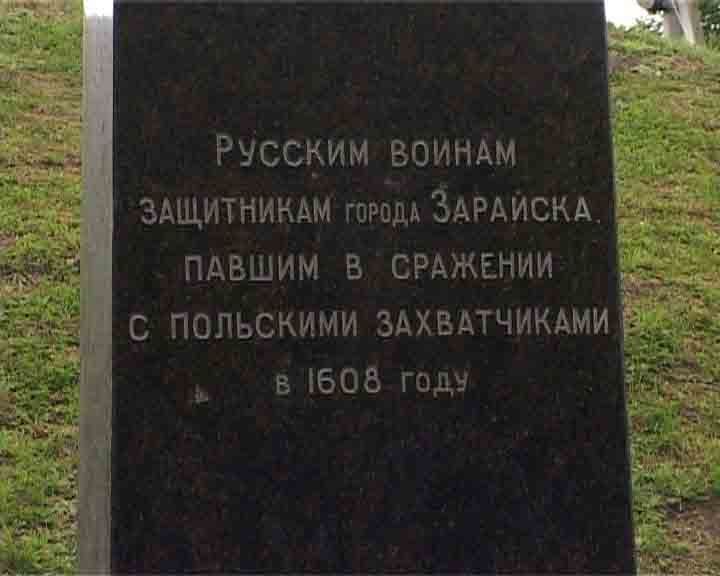 Русским воинам
защитникам города Зарайска,
павшим в сражении
с польскими захватчиками
в 1608 году